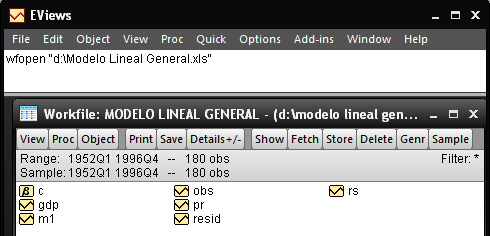 EViews
File Edit Object View Proc Quick Options Add-ins Window Help
wfopen "d:\Modelo Lineal General.xls"
Workfile: MODELO LINEAL GENERAL - (d:\modelo lineal gen...
View Proc Object Print Save Details+/- Show Fetch Store Delete Genr Sample
Range: 1952Q1 1996Q4 -- 180 obs Filter: *
Sample: 1952Q1 1996Q4 -- 180 obs
β c obs rs
gdp pr
m1 resid